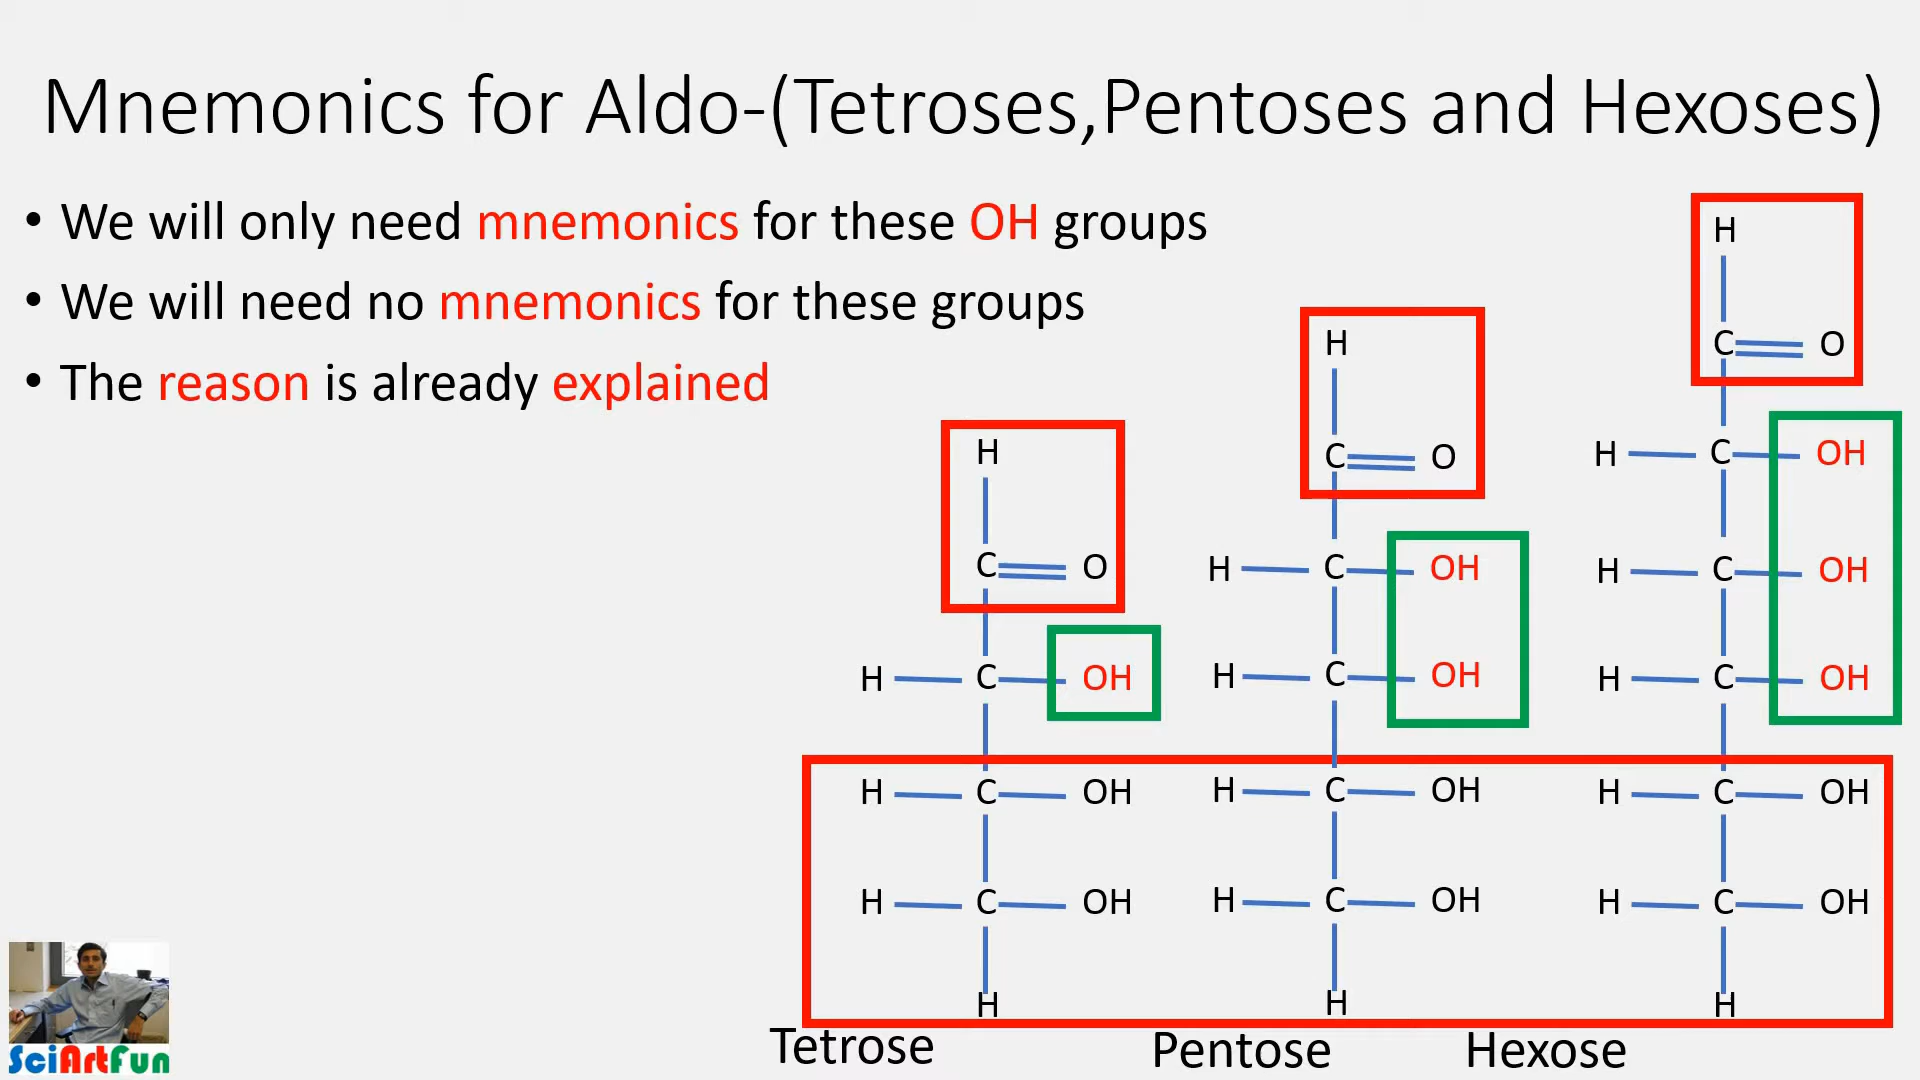 Mnemonics for Aldo-(Tetroses,Pentoses and Hexoses)
• We will only need mnemonics for these OH groups
• We will need no mnemonics for these groups
• The reason is already explained
H
C O
H C OH
H C OH
H C OH
H
Tetrose
H
C O
H C OH
H C OH
H C OH
H C OH
H
Pentose
H
C O
H C OH
H C OH
H C OH
H C OH
H C OH
H
Hexose
SciArtFun